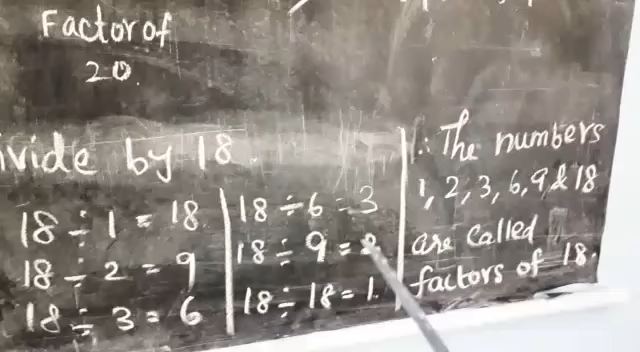 Factor of
20.
ivide by 18.
18 ÷ 1 = 18
18 ÷ 2 = 9
18 ÷ 3 = 6
18 ÷ 6 = 3
18 ÷ 9 = 2
18 ÷ 18 = 1.
∴ The numbers
1, 2, 3, 6, 9, & 18
are called
factors of 18.